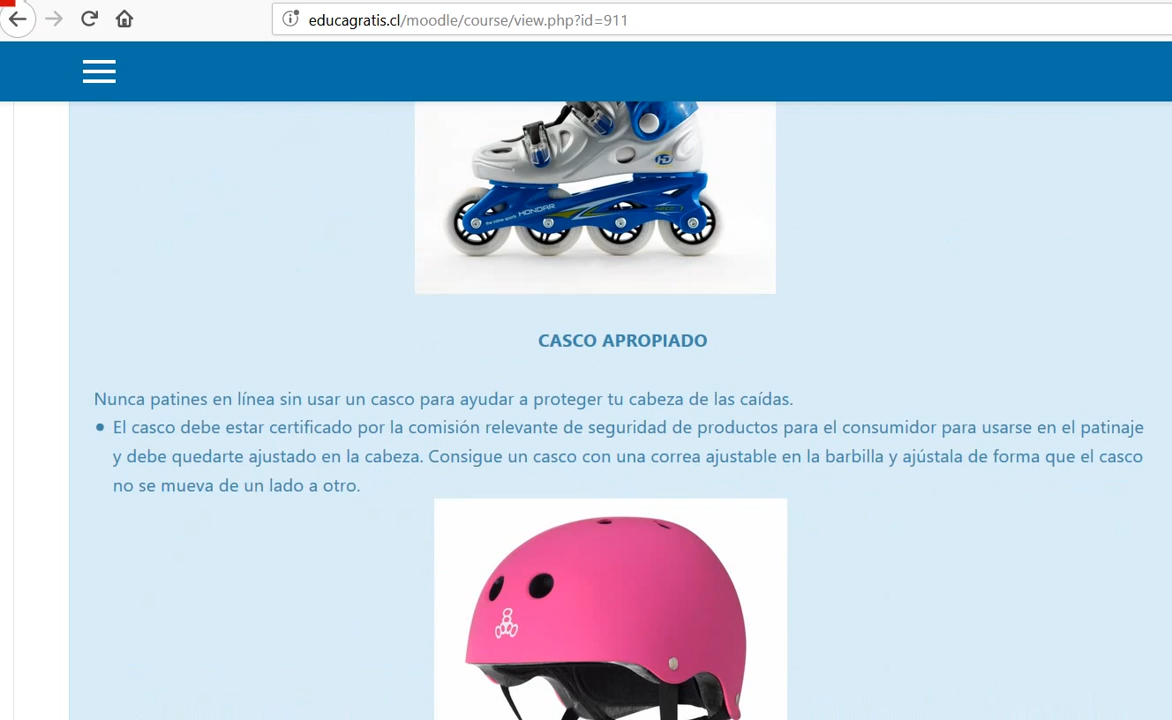 educagratis.cl/moodle/course/view.php?id=911
HONDAR
CASCO APROPIADO
Nunca patines en línea sin usar un casco para ayudar a proteger tu cabeza de las caídas.
El casco debe estar certificado por la comisión relevante de seguridad de productos para el consumidor para usarse en el patinaje
y debe quedarte ajustado en la cabeza. Consigue un casco con una correa ajustable en la barbilla y ajústala de forma que el casco
no se mueva de un lado a otro.